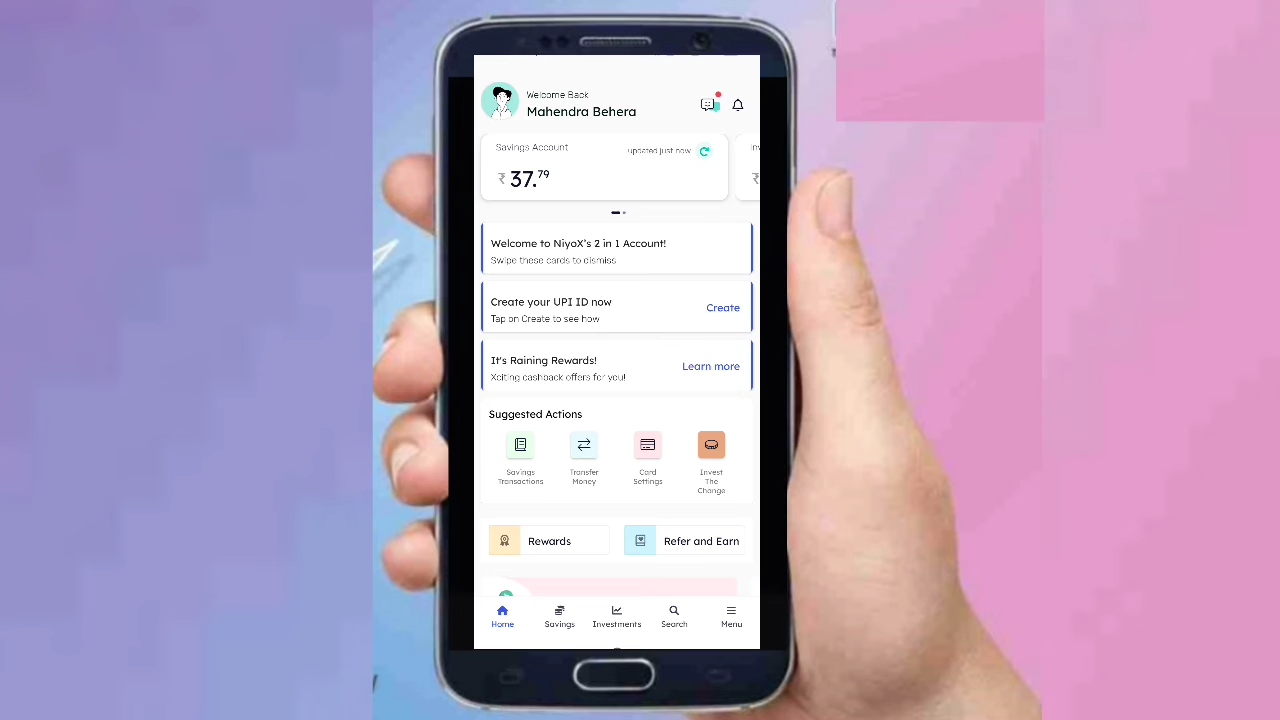 Welcome Back
Mahendra Behera
Savings Account
updated just now
₹ 37.79
Inv
₹
Welcome to NiyoX's 2 in 1 Account!
Swipe these cards to dismiss
Create your UPI ID now
Tap on Create to see how
Create
It's Raining Rewards!
Xciting cashback offers for you!
Learn more
Suggested Actions
Savings Transactions
Transfer Money
Card Settings
Invest The Change
Rewards
Refer and Earn
Home
Savings
Investments
Search
Menu